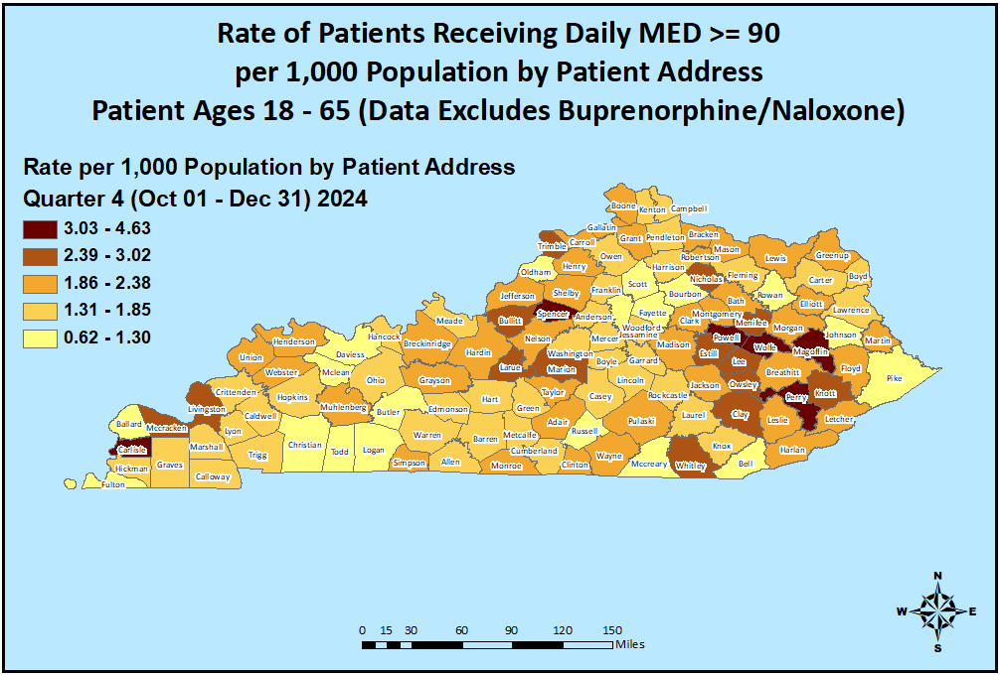 Rate of Patients Receiving Daily MED >= 90
per 1,000 Population by Patient Address
Patient Ages 18 - 65 (Data Excludes Buprenorphine/Naloxone)
Rate per 1,000 Population by Patient Address
Quarter 4 (Oct 01 - Dec 31) 2024
3.03 - 4.63
2.39 - 3.02
1.86 - 2.38
1.31 - 1.85
0.62 - 1.30
Boone
Kenton
Campbell
Gallatin
Trimble
Carroll
Grant
Pendleton
Bracken
Mason
Owen
Robertson
Lewis
Greenup
Oldham
Henry
Harrison
Nicholas
Fleming
Carter
Boyd
Jefferson
Shelby
Franklin
Scott
Bourbon
Bath
Rowan
Elliott
Lawrence
Bullitt
Spencer
Anderson
Woodford
Fayette
Clark
Montgomery
Menifee
Morgan
Johnson
Martin
Meade
Hancock
Breckinridge
Hardin
Nelson
Mercer
Jessamine
Madison
Powell
Wolfe
Magoffin
Henderson
Daviess
Union
Webster
Mclean
Ohio
Grayson
Larue
Washington
Marion
Boyle
Garrard
Estill
Lee
Breathitt
Floyd
Pike
Crittenden
Hopkins
Muhlenberg
Butler
Edmonson
Hart
Green
Taylor
Casey
Lincoln
Rockcastle
Jackson
Owsley
Perry
Knott
Letcher
Livingston
Ballard
Mccracken
Lyon
Caldwell
Christian
Todd
Logan
Warren
Barren
Metcalfe
Adair
Russell
Pulaski
Laurel
Clay
Leslie
Carlisle
Marshall
Trigg
Simpson
Allen
Monroe
Cumberland
Clinton
Wayne
Mccreary
Whitley
Knox
Bell
Harlan
Hickman
Graves
Calloway
Fulton
N
W
E
S
0 15 30 60 90 120 150
Miles